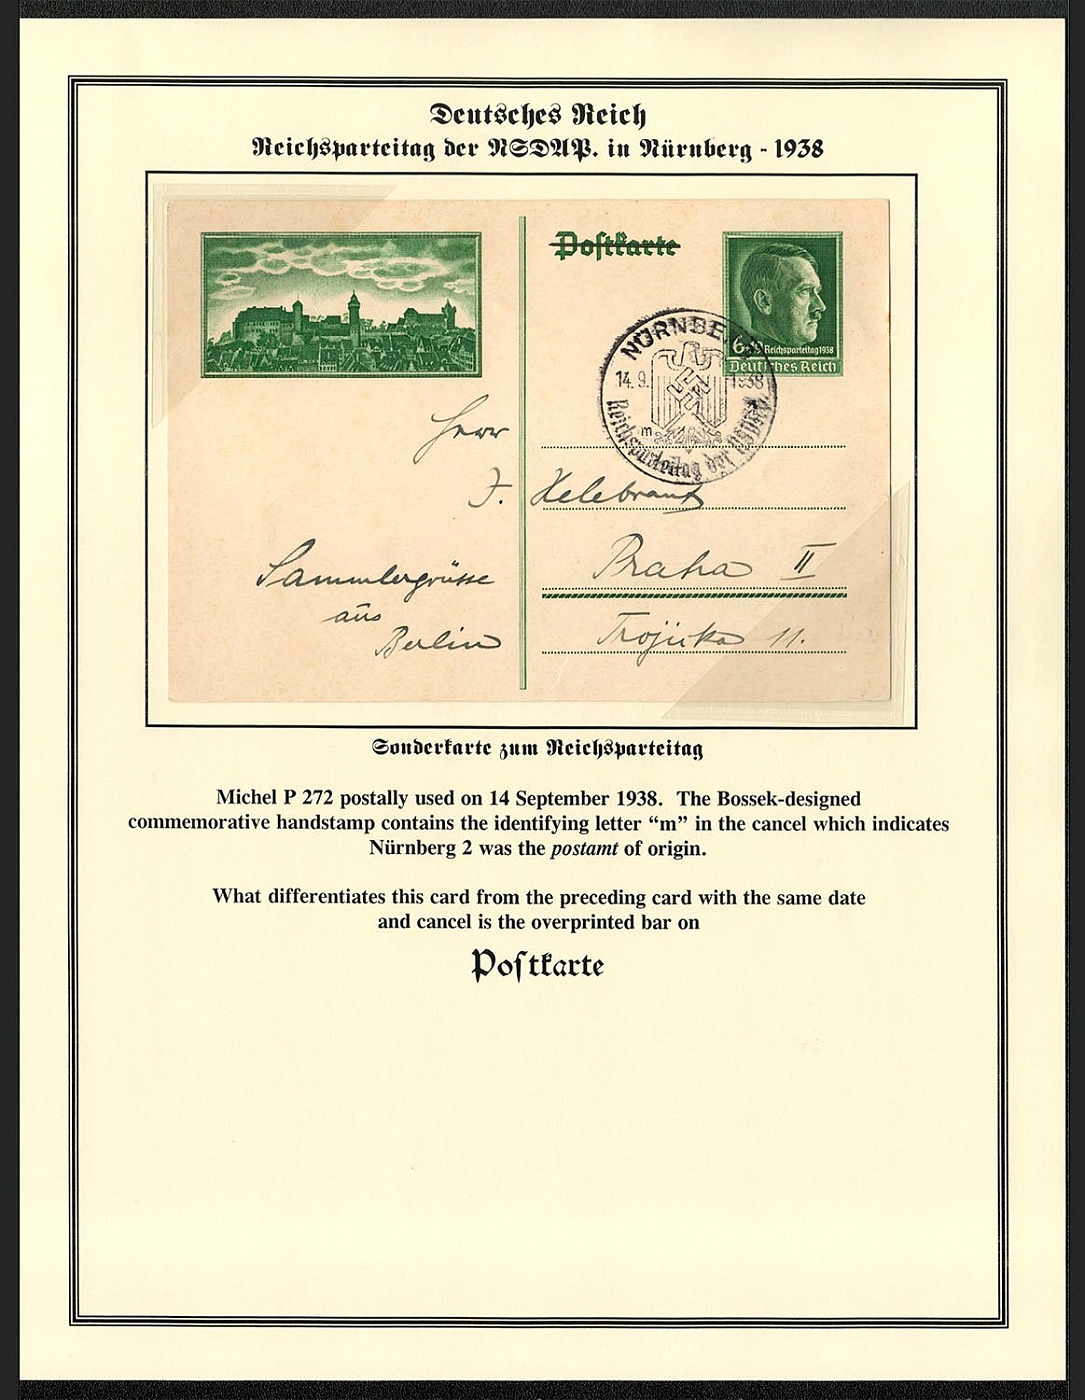 Deutsches Reich
Reichsparteitag der NSDAP. in Nürnberg - 1938
Postkarte
6+19
Reichsparteitag 1938
Deutsches Reich
NÜRNBERG
14.9. 1938
m
Reichsparteitag der NSDAP.
Herr
J. Helebrant
Praha II
Trojická 11.
Sammlergrüsse
aus
Berlin
Sonderkarte zum Reichsparteitag
Michel P 272 postally used on 14 September 1938. The Bossek-designed
commemorative handstamp contains the identifying letter “m” in the cancel which indicates
Nürnberg 2 was the postamt of origin.
What differentiates this card from the preceding card with the same date
and cancel is the overprinted bar on
Postkarte